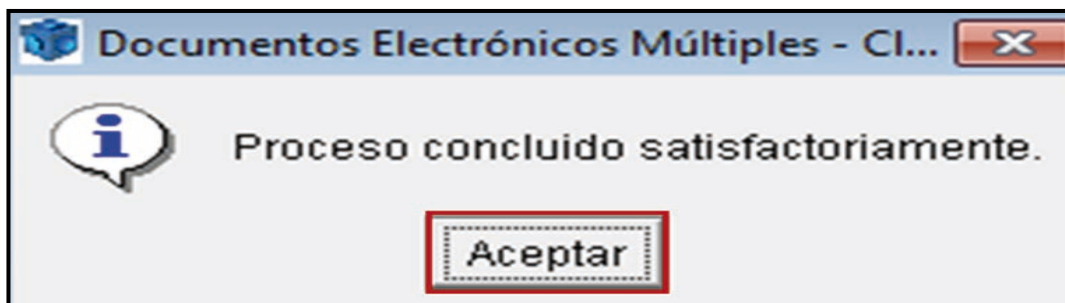 Documentos Electrónicos Múltiples - Cl...
Proceso concluido satisfactoriamente.
Aceptar